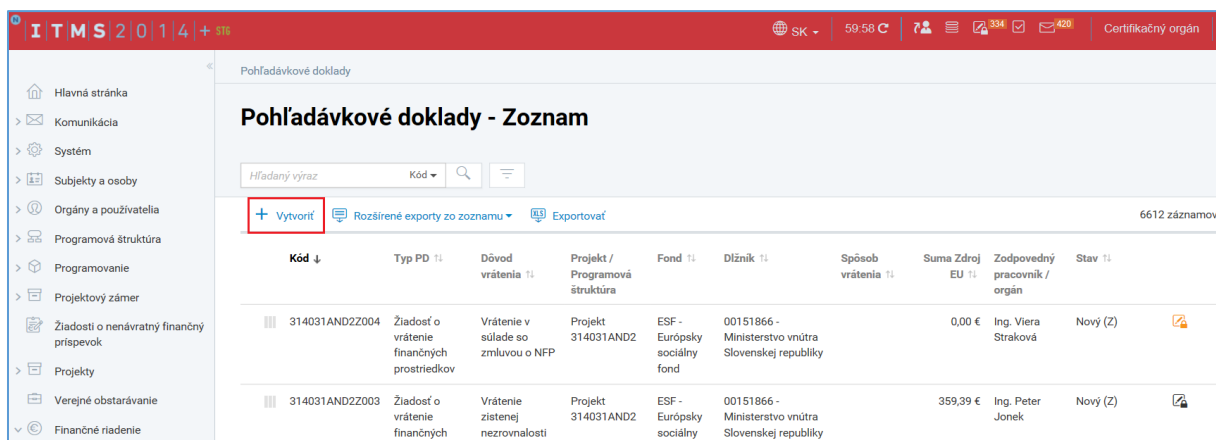 N ITMS2014+ STG SK 59:58 334 420 Certifikačný orgán
Pohľadávkové doklady
Hlavná stránka
Komunikácia
Systém
Subjekty a osoby
Orgány a používatelia
Programová štruktúra
Programovanie
Projektový zámer
Žiadosti o nenávratný finančný
príspevok
Projekty
Verejné obstarávanie
Finančné riadenie
Pohľadávkové doklady - Zoznam
Hľadaný výraz Kód
+ Vytvoriť Rozšírené exporty zo zoznamu XLS Exportovať 6612 záznamov
Kód ↓ Typ PD Dôvod Projekt / Fond Dlžník Spôsob Suma Zdroj Zodpovedný Stav
vrátenia Programová vrátenia EU pracovník /
štruktúra orgán
314031AND2Z004 Žiadosť o Vrátenie v Projekt ESF - 00151866 - 0,00 € Ing. Viera Nový (Z)
vrátenie súlade so 314031AND2 Európsky Ministerstvo vnútra Straková
finančných zmluvou o NFP sociálny Slovenskej republiky
prostriedkov fond
314031AND2Z003 Žiadosť o Vrátenie Projekt ESF - 00151866 - 359,39 € Ing. Peter Nový (Z)
vrátenie zistenej 314031AND2 Európsky Ministerstvo vnútra Jonek
finančných nezrovnalosti sociálny Slovenskej republiky